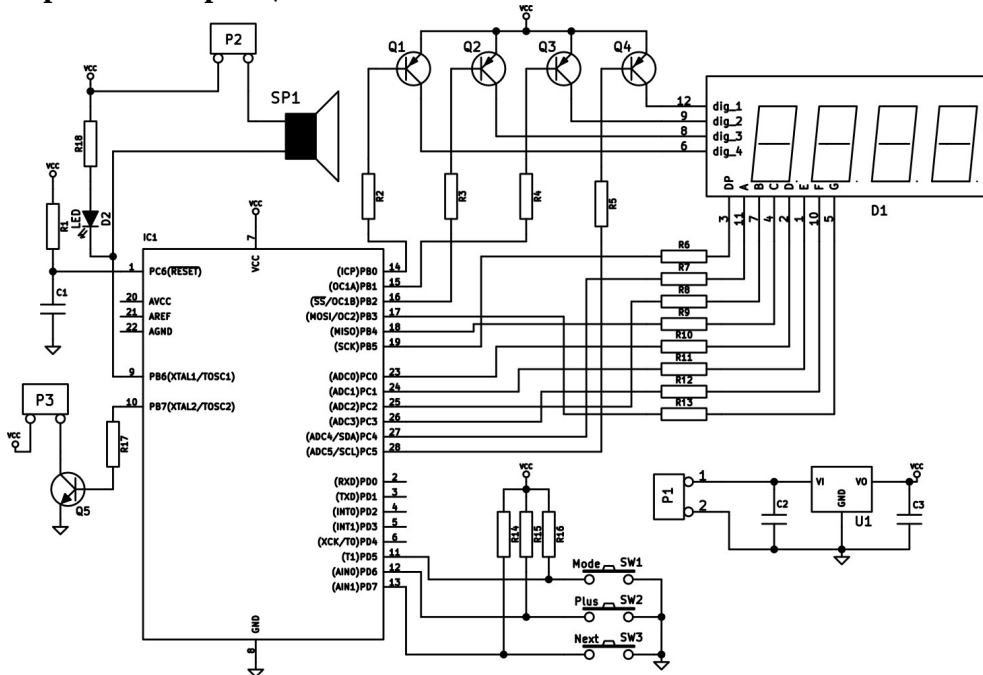 VCC
P2
Q1
Q2
Q3
Q4
VCC
SP1
R18
12 dig_1
9 dig_2
8 dig_3
6 dig_4
DP
A
B
C
D
E
F
G
3
11
7
4
2
1
10
5
D1
VCC
R1
LED
D2
R2
R3
R4
R5
VCC
IC1
7
VCC
C1
1 PC6(RESET)
20 AVCC
21 AREF
22 AGND
9 PB6(XTAL1/TOSC1)
10 PB7(XTAL2/TOSC2)
(ICP)PB0 14
(OC1A)PB1 15
(SS/OC1B)PB2 16
(MOSI/OC2)PB3 17
(MISO)PB4 18
(SCK)PB5 19
(ADC0)PC0 23
(ADC1)PC1 24
(ADC2)PC2 25
(ADC3)PC3 26
(ADC4/SDA)PC4 27
(ADC5/SCL)PC5 28
(RXD)PD0 2
(TXD)PD1 3
(INT0)PD2 4
(INT1)PD3 5
(XCK/T0)PD4 6
(T1)PD5 11
(AIN0)PD6 12
(AIN1)PD7 13
GND
8
R6
R7
R8
R9
R10
R11
R12
R13
P3
VCC
R17
Q5
VCC
R14
R15
R16
Mode SW1
Plus SW2
Next SW3
P1
1
2
C2
VI
VO
GND
U1
VCC
C3